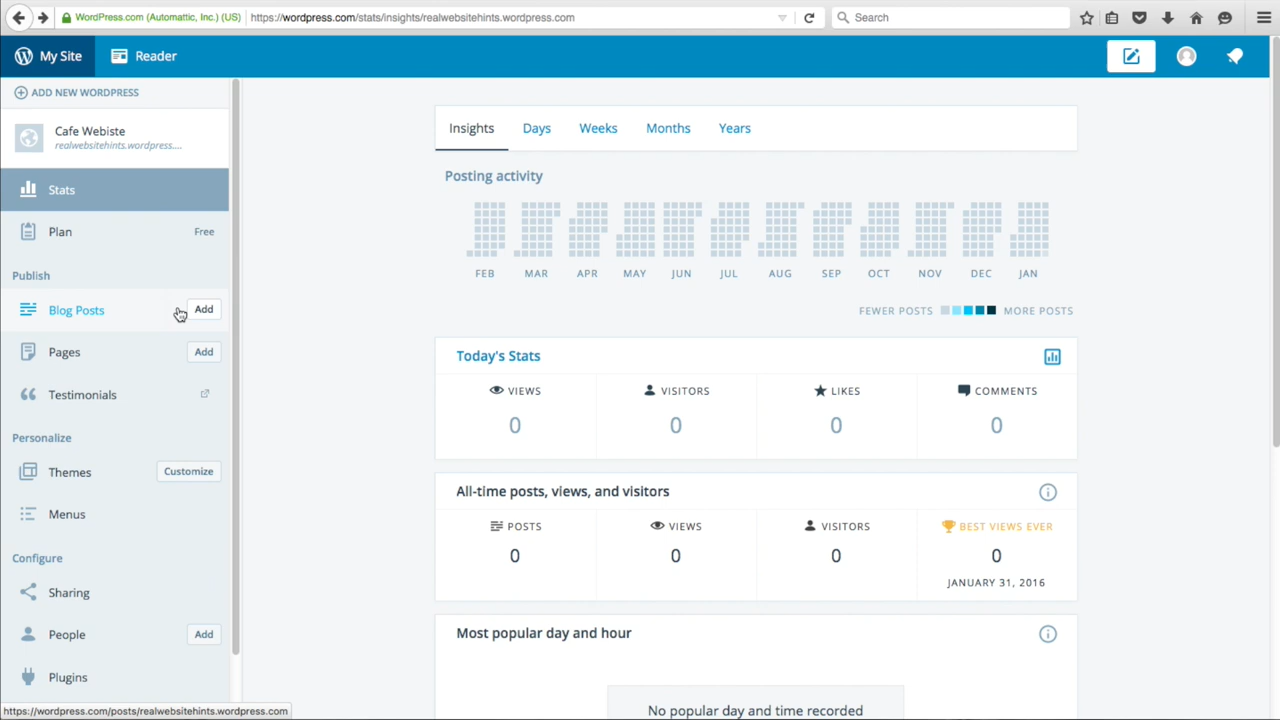 WordPress.com (Automattic, Inc.) (US)
https://wordpress.com/stats/insights/realwebsitehints.wordpress.com
Search
My Site
Reader
ADD NEW WORDPRESS
Cafe Webiste
realwebsitehints.wordpress....
Stats
Plan
Free
Publish
Blog Posts
Add
Pages
Add
Testimonials
Personalize
Themes
Customize
Menus
Configure
Sharing
People
Add
Plugins
https://wordpress.com/posts/realwebsitehints.wordpress.com
Insights Days Weeks Months Years
Posting activity
FEB MAR APR MAY JUN JUL AUG SEP OCT NOV DEC JAN
FEWER POSTS MORE POSTS
Today's Stats
VIEWS VISITORS LIKES COMMENTS
0 0 0 0
All-time posts, views, and visitors
POSTS VIEWS VISITORS BEST VIEWS EVER
0 0 0 0
JANUARY 31, 2016
Most popular day and hour
No popular day and time recorded